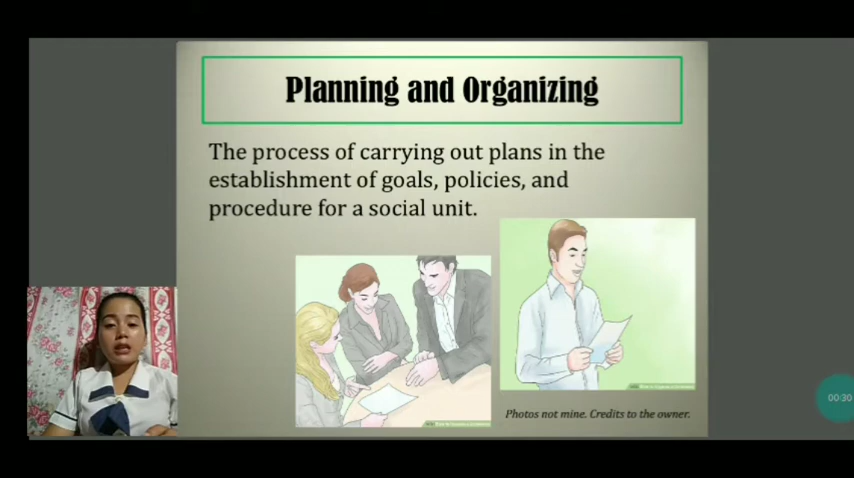 Planning and Organizing
The process of carrying out plans in the
establishment of goals, policies, and
procedure for a social unit.
Photos not mine. Credits to the owner.
00:30